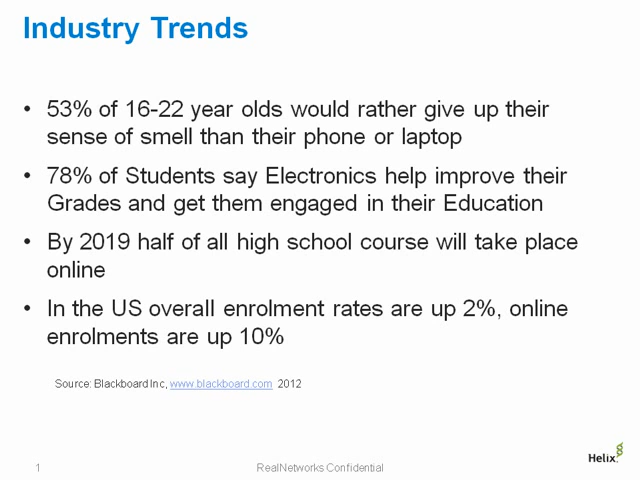 Industry Trends
• 53% of 16-22 year olds would rather give up their
sense of smell than their phone or laptop
• 78% of Students say Electronics help improve their
Grades and get them engaged in their Education
• By 2019 half of all high school course will take place
online
• In the US overall enrolment rates are up 2%, online
enrolments are up 10%
Source: Blackboard Inc, www.blackboard.com 2012
Helix
1 RealNetworks Confidential